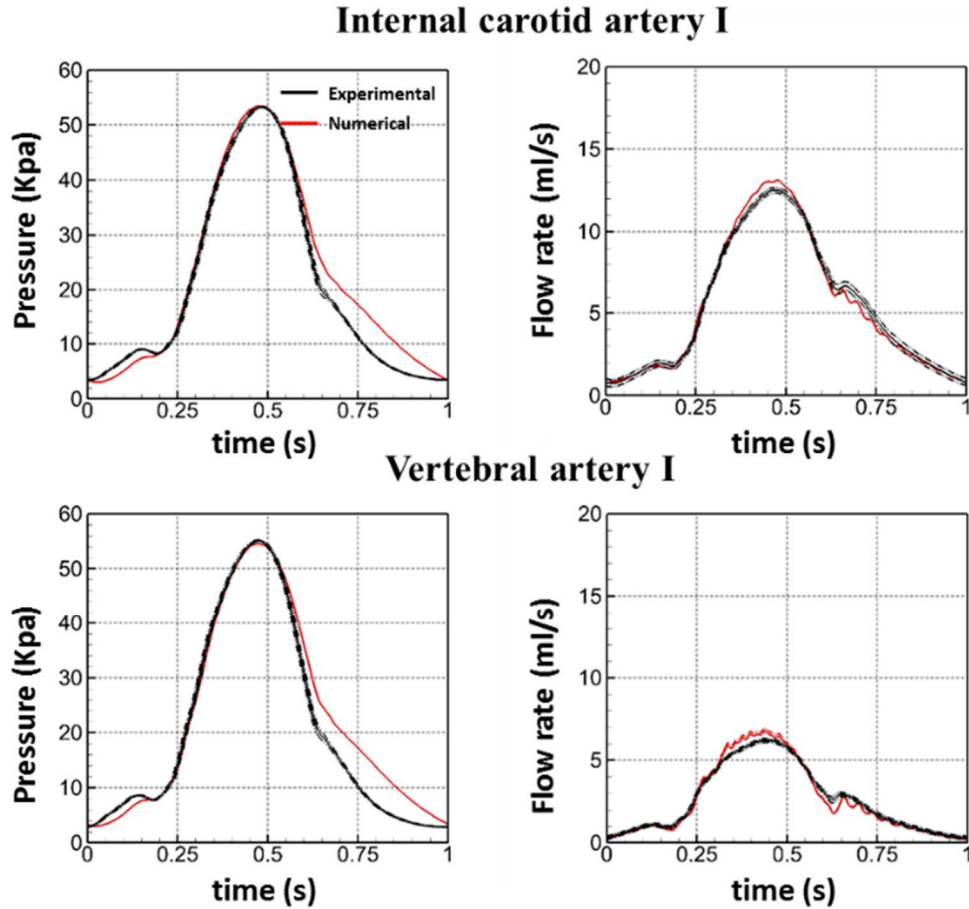 Internal carotid artery I
Pressure (Kpa)
60
50
40
30
20
10
0
0 0.25 0.5 0.75 1
time (s)
Experimental
Numerical
Flow rate (ml/s)
20
15
10
5
0
0 0.25 0.5 0.75 1
time (s)
Vertebral artery I
Pressure (Kpa)
60
50
40
30
20
10
0
0 0.25 0.5 0.75 1
time (s)
Flow rate (ml/s)
20
15
10
5
0
0 0.25 0.5 0.75 1
time (s)